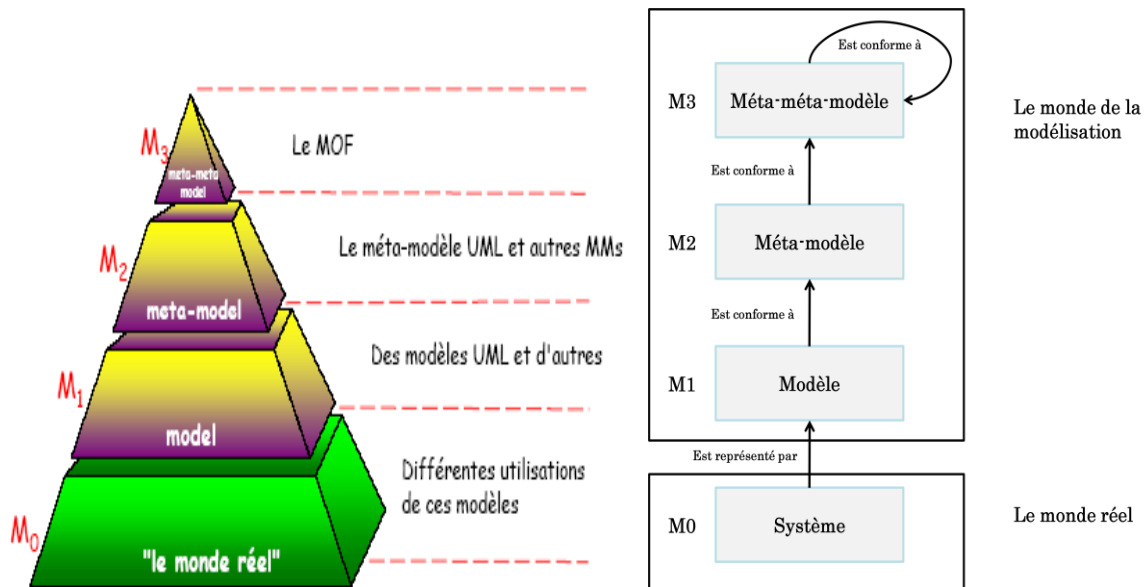 M3
meta-meta
model
Le MOF
M2
meta-model
Le méta-modèle UML et autres MMs
M1
model
Des modèles UML et d'autres
M0
"le monde réel"
Différentes utilisations
de ces modèles
Est conforme à
M3
Méta-méta-modèle
Le monde de la
modélisation
Est conforme à
M2
Méta-modèle
Est conforme à
M1
Modèle
Est représenté par
M0
Système
Le monde réel